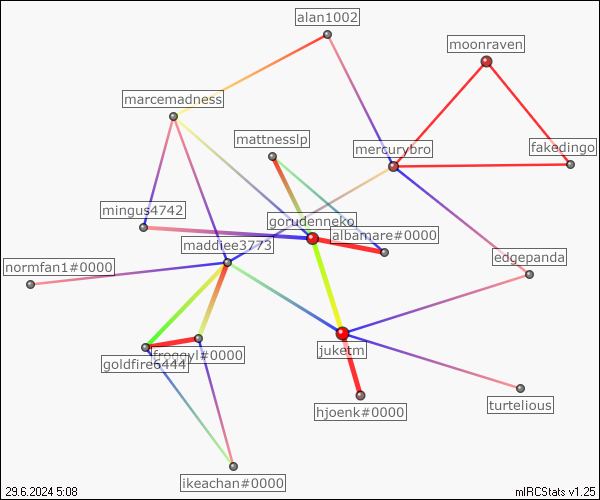 alan1002
moonraven
marcemadness
mattnesslp
mercurybro
fakedingo
mingus4742
gorudenneko
albamare#0000
maddiee3773
edgepanda
normfan1#0000
froggyl#0000
goldfire6444
juketm
hjoenk#0000
turtelious
ikeachan#0000
29.6.2024 5:08
mIRCStats v1.25